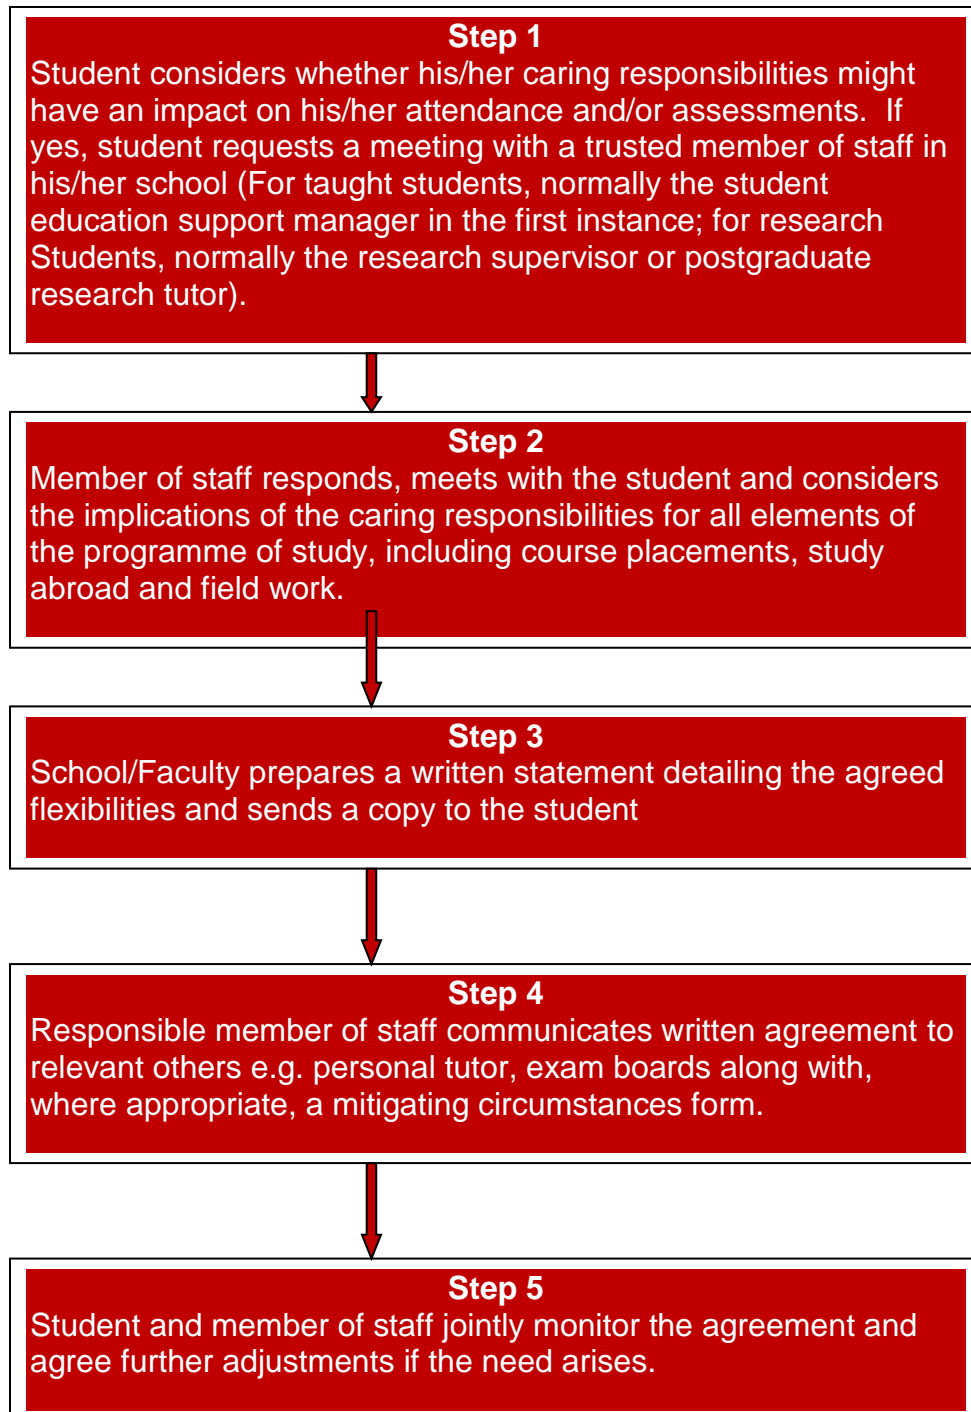 Step 1
Student considers whether his/her caring responsibilities might
have an impact on his/her attendance and/or assessments.  If
yes, student requests a meeting with a trusted member of staff in
his/her school (For taught students, normally the student
education support manager in the first instance; for research
Students, normally the research supervisor or postgraduate
research tutor).
Step 2
Member of staff responds, meets with the student and considers
the implications of the caring responsibilities for all elements of
the programme of study, including course placements, study
abroad and field work.
Step 3
School/Faculty prepares a written statement detailing the agreed
flexibilities and sends a copy to the student
Step 4
Responsible member of staff communicates written agreement to
relevant others e.g. personal tutor, exam boards along with,
where appropriate, a mitigating circumstances form.
Step 5
Student and member of staff jointly monitor the agreement and
agree further adjustments if the need arises.